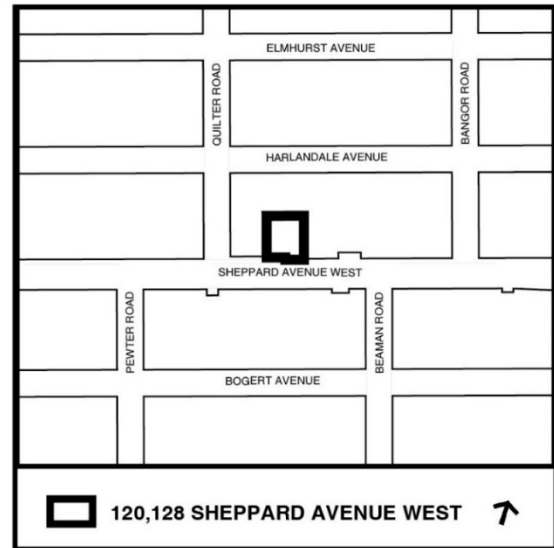 ELMHURST AVENUE
QUILTER ROAD
BANGOR ROAD
HARLANDALE AVENUE
SHEPPARD AVENUE WEST
PEWTER ROAD
BEAMAN ROAD
BOGERT AVENUE
120,128 SHEPPARD AVENUE WEST